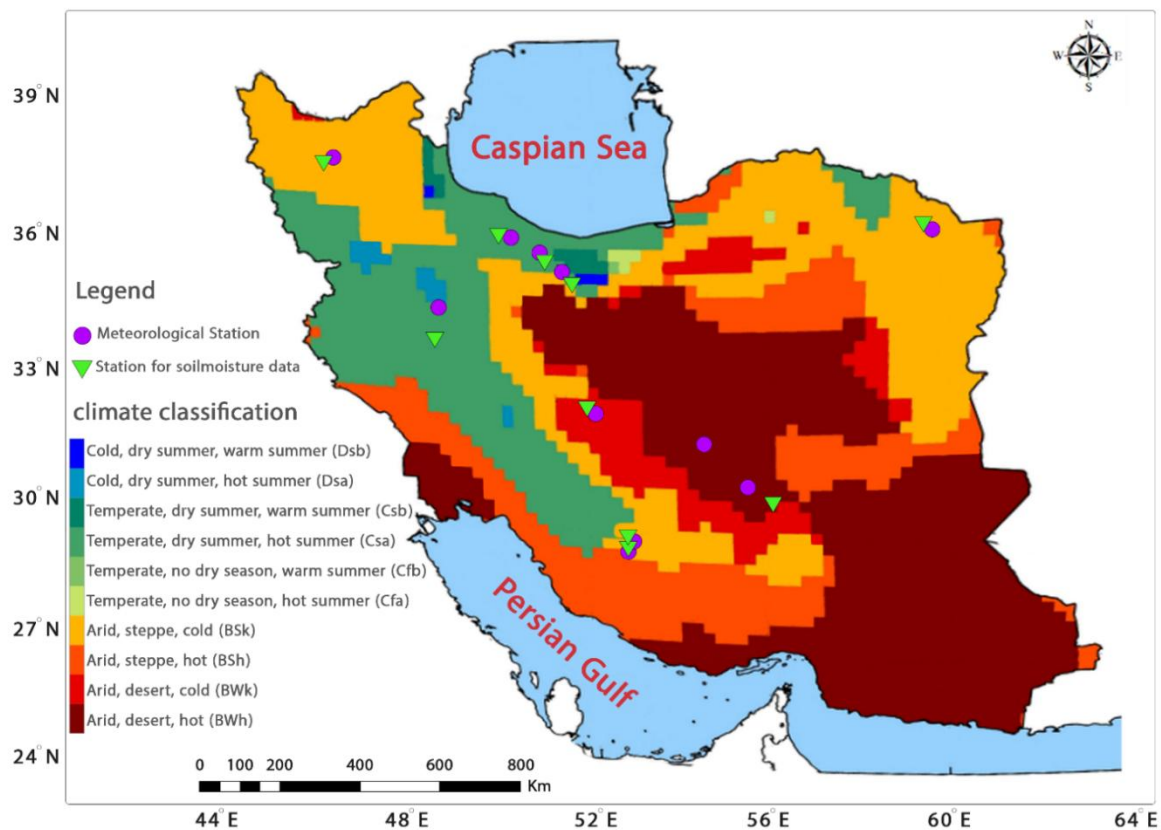 N
W E
S
39° N
36° N
33° N
30° N
27° N
24° N
Caspian Sea
Persian Gulf
Legend
Meteorological Station
Station for soilmoisture data
climate classification
Cold, dry summer, warm summer (Dsb)
Cold, dry summer, hot summer (Dsa)
Temperate, dry summer, warm summer (Csb)
Temperate, dry summer, hot summer (Csa)
Temperate, no dry season, warm summer (Cfb)
Temperate, no dry season, hot summer (Cfa)
Arid, steppe, cold (BSk)
Arid, steppe, hot (BSh)
Arid, desert, cold (BWk)
Arid, desert, hot (BWh)
0 50 100 200 400 600 800
Km
44° E 48° E 52° E 56° E 60° E 64° E